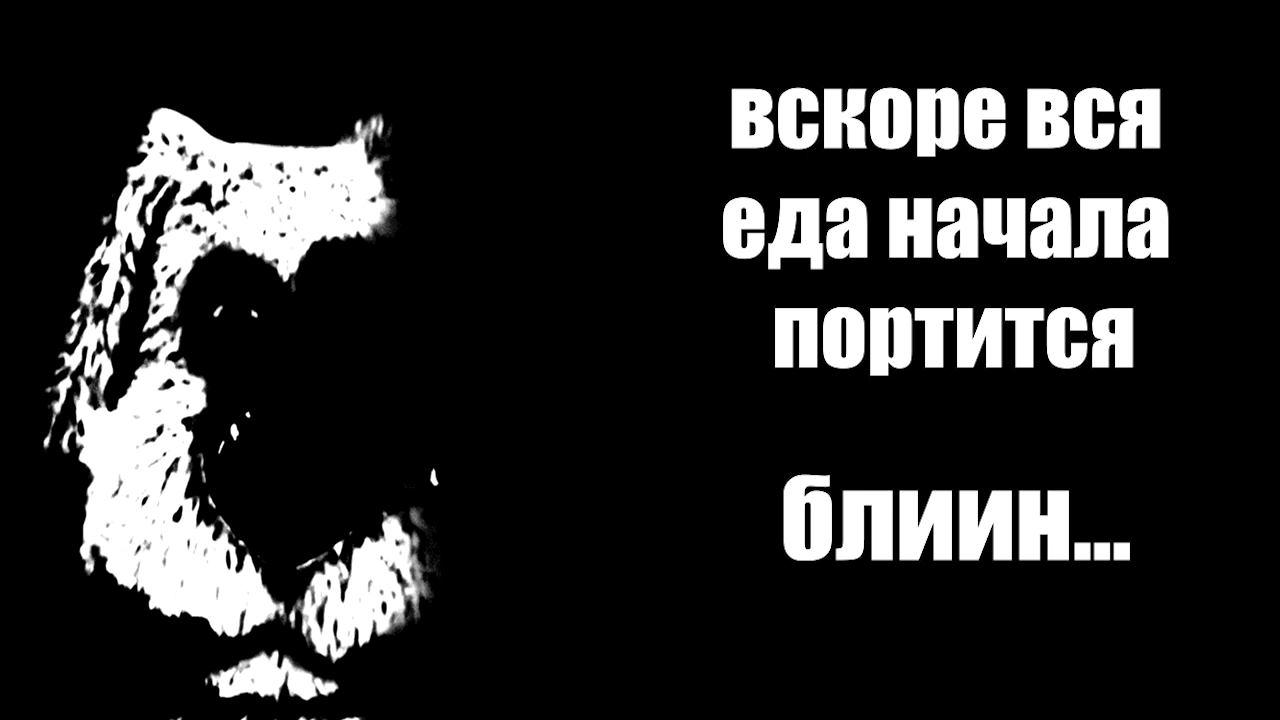 вскоре вся
еда начала
портится
блиин...